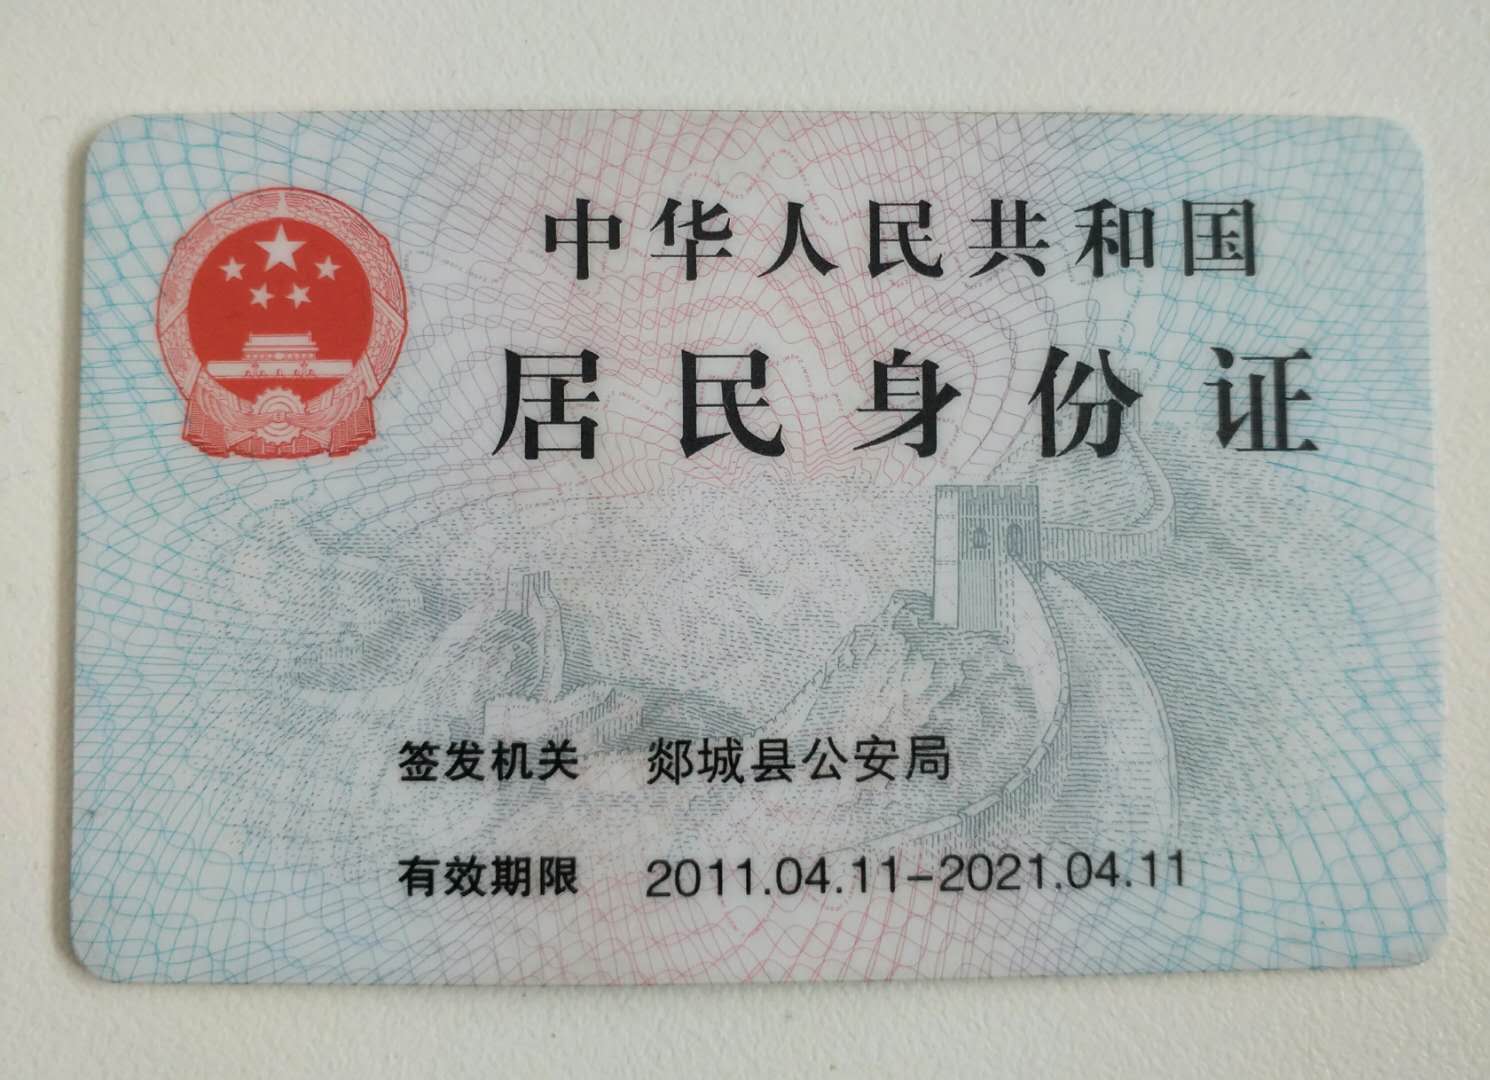 中华人民共和国
居民身份证
签发机关 郯城县公安局
有效期限 2011.04.11-2021.04.11